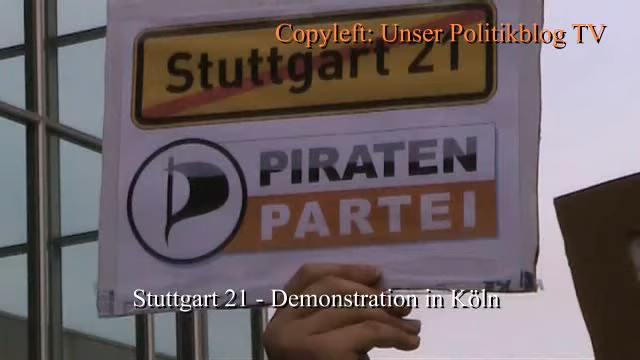 Copyleft: Unser Politikblog TV
Stuttgart 21
PIRATEN
PARTEI
Stuttgart 21 - Demonstration in Köln